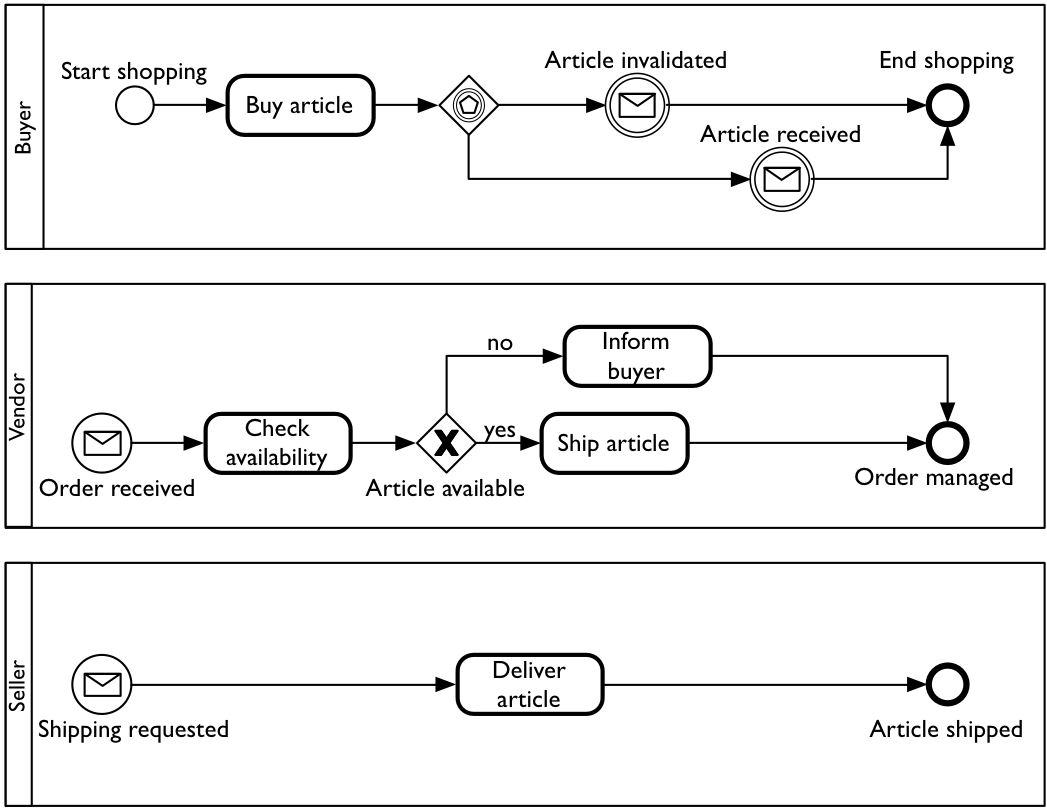 Buyer
Start shopping
Buy article
Article invalidated
Article received
End shopping
Vendor
Order received
Check
availability
Article available
no
yes
Inform
buyer
Ship article
Order managed
Seller
Shipping requested
Deliver
article
Article shipped